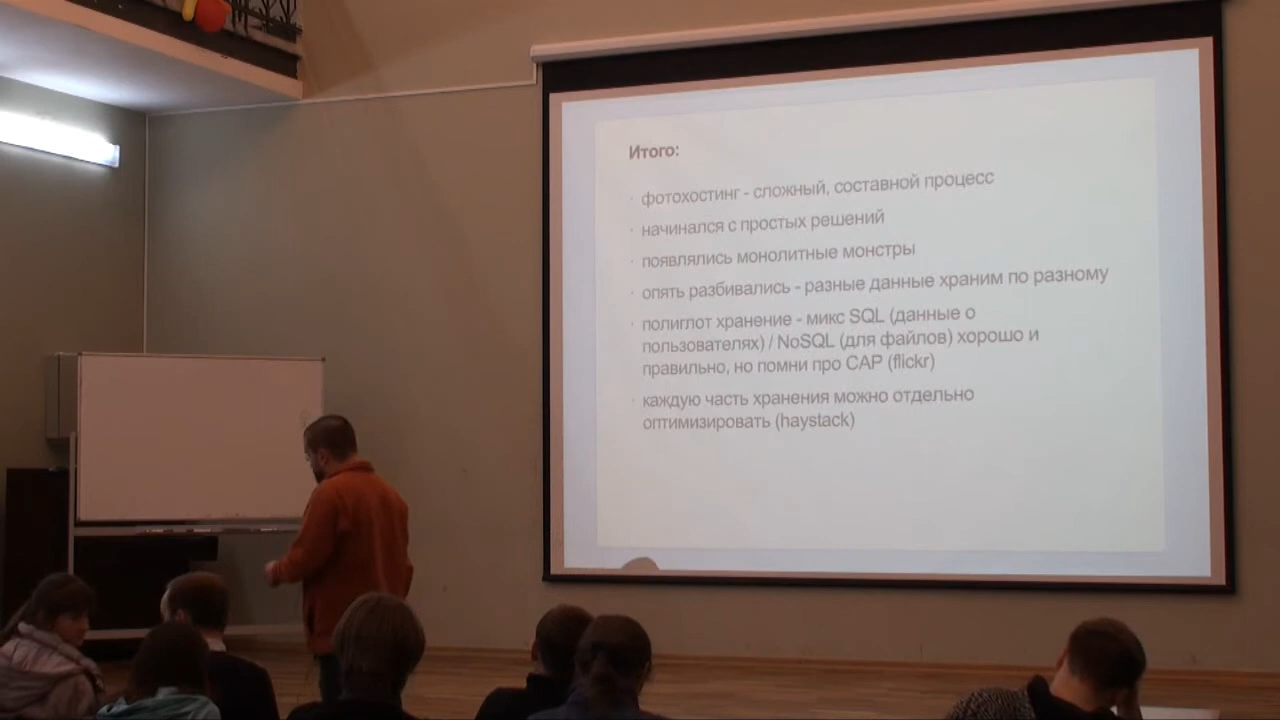 Итого:
· фотохостинг - сложный, составной процесс
· начинался с простых решений
· появлялись монолитные монстры
· опять разбивались - разные данные храним по разному
· полиглот хранение - микс SQL (данные о
пользователях) / NoSQL (для файлов) хорошо и
правильно, но помни про CAP (flickr)
· каждую часть хранения можно отдельно
оптимизировать (haystack)